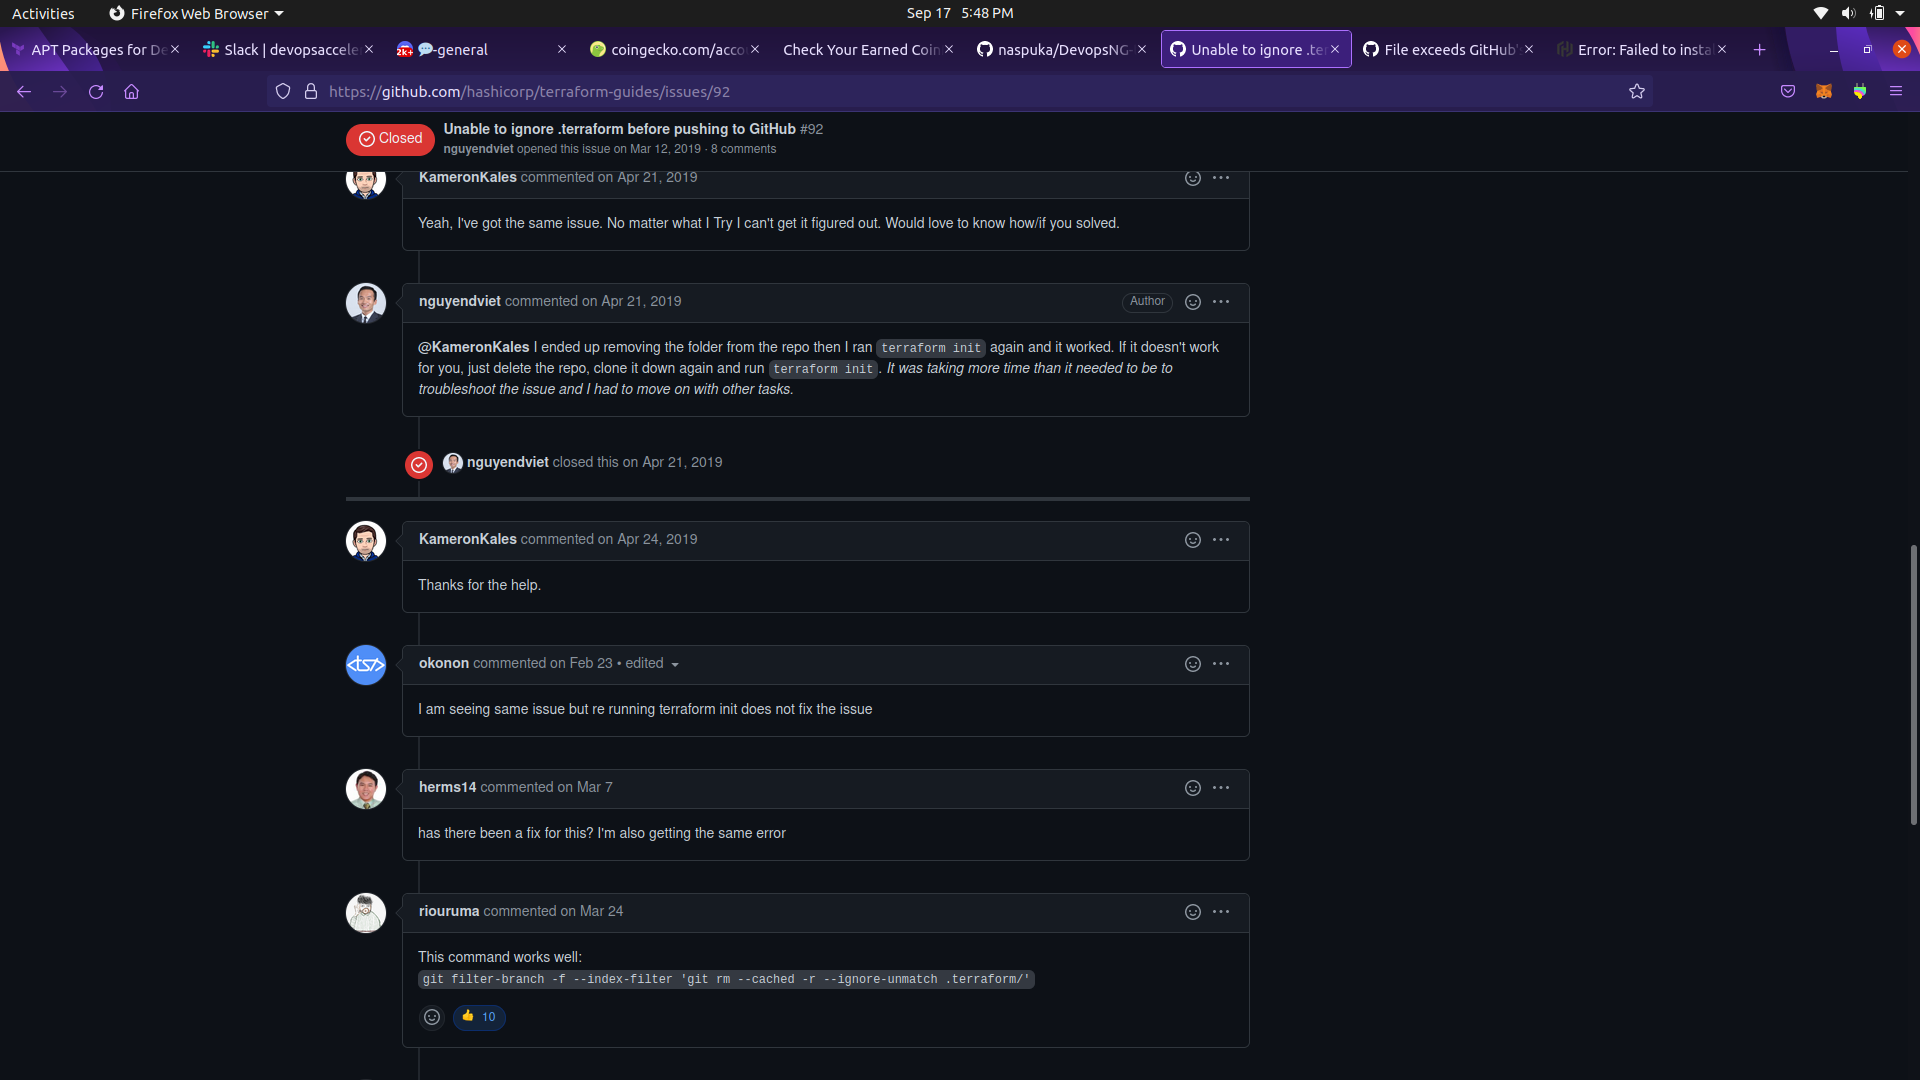 Activities
Firefox Web Browser
Sep 17 5:48 PM
APT Packages for De
Slack | devopsacceler
2k+
-general
coingecko.com/acco
Check Your Earned Coin
naspuka/DevopsNG-
Unable to ignore .ter
File exceeds GitHub's
Error: Failed to instal
https://github.com/hashicorp/terraform-guides/issues/92
Closed
Unable to ignore .terraform before pushing to GitHub #92
nguyendviet opened this issue on Mar 12, 2019 · 8 comments
KameronKales commented on Apr 21, 2019
Yeah, I've got the same issue. No matter what I Try I can't get it figured out. Would love to know how/if you solved.
nguyendviet commented on Apr 21, 2019
Author
@KameronKales I ended up removing the folder from the repo then I ran terraform init again and it worked. If it doesn't work
for you, just delete the repo, clone it down again and run terraform init. It was taking more time than it needed to be to
troubleshoot the issue and I had to move on with other tasks.
nguyendviet closed this on Apr 21, 2019
KameronKales commented on Apr 24, 2019
Thanks for the help.
<ts/>
okonon commented on Feb 23 • edited
I am seeing same issue but re running terraform init does not fix the issue
herms14 commented on Mar 7
has there been a fix for this? I'm also getting the same error
riouruma commented on Mar 24
This command works well:
git filter-branch -f --index-filter 'git rm --cached -r --ignore-unmatch .terraform/'
10